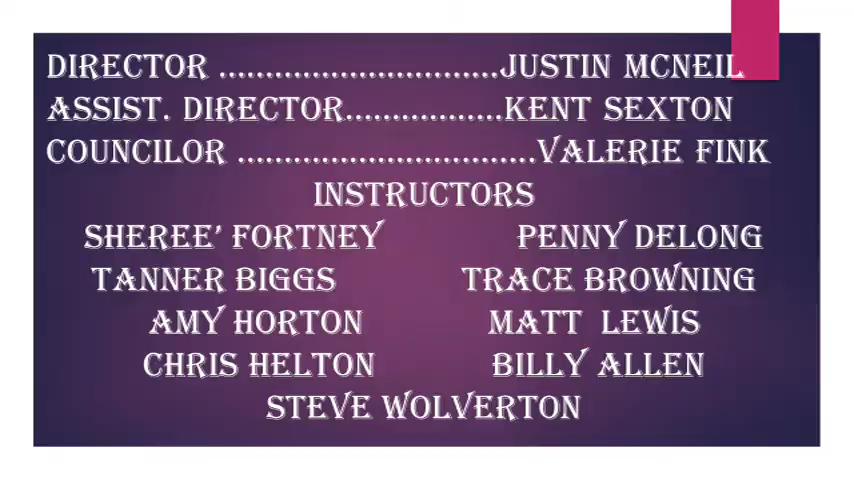 DIRECTOR ..............................JUSTIN MCNEIL
ASSIST. DIRECTOR.................KENT SEXTON
COUNCILOR ................................VALERIE FINK
INSTRUCTORS
SHEREE’ FORTNEY PENNY DELONG
TANNER BIGGS TRACE BROWNING
AMY HORTON MATT LEWIS
CHRIS HELTON BILLY ALLEN
STEVE WOLVERTON